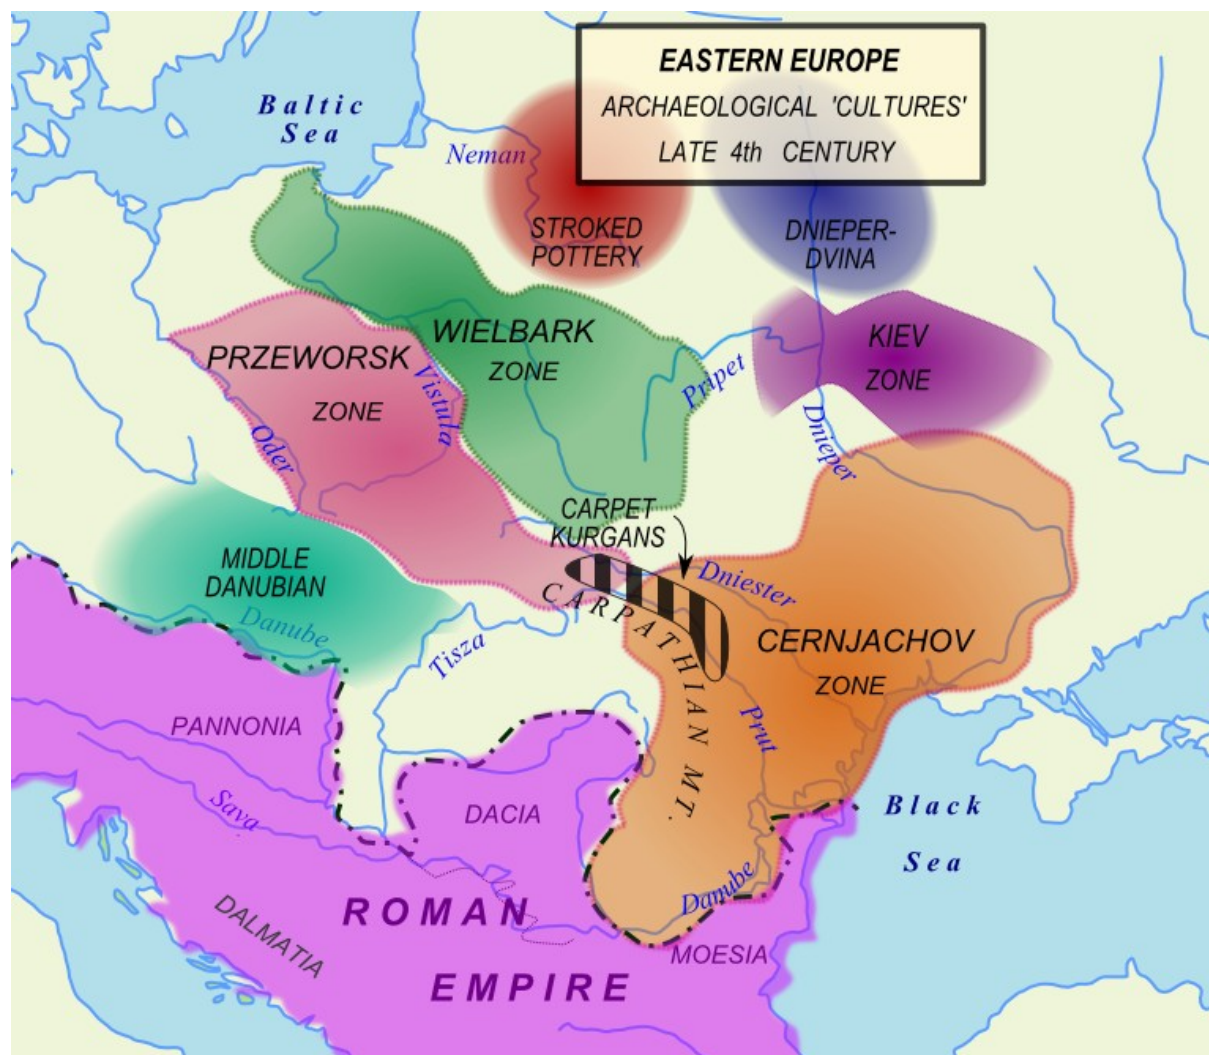 EASTERN EUROPE
ARCHAEOLOGICAL 'CULTURES'
LATE 4th CENTURY
Baltic
Sea
Neman
STROKED
POTTERY
DNIEPER-
DVINA
WIELBARK
ZONE
PRZEWORSK
ZONE
Vistula
Oder
Pripet
KIEV
ZONE
Dnieper
CARPET
KURGANS
MIDDLE
DANUBIAN
Danube
Tisza
Dniester
CARPATHIAN MT.
CERNJACHOV
ZONE
Prut
PANNONIA
Sava
DACIA
Black
Sea
Danube
ROMAN
EMPIRE
DALMATIA
MOESIA